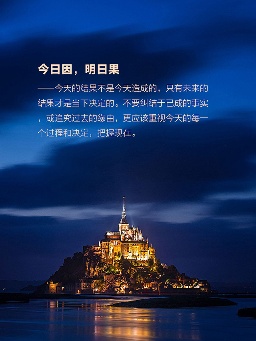 今日因，明日果
——今天的结果不是今天造成的，只有未来的
结果才是当下决定的。不要纠结于已成的事实
，或追究过去的缘由，更应该重视今天的每一
个过程和决定，把握现在。